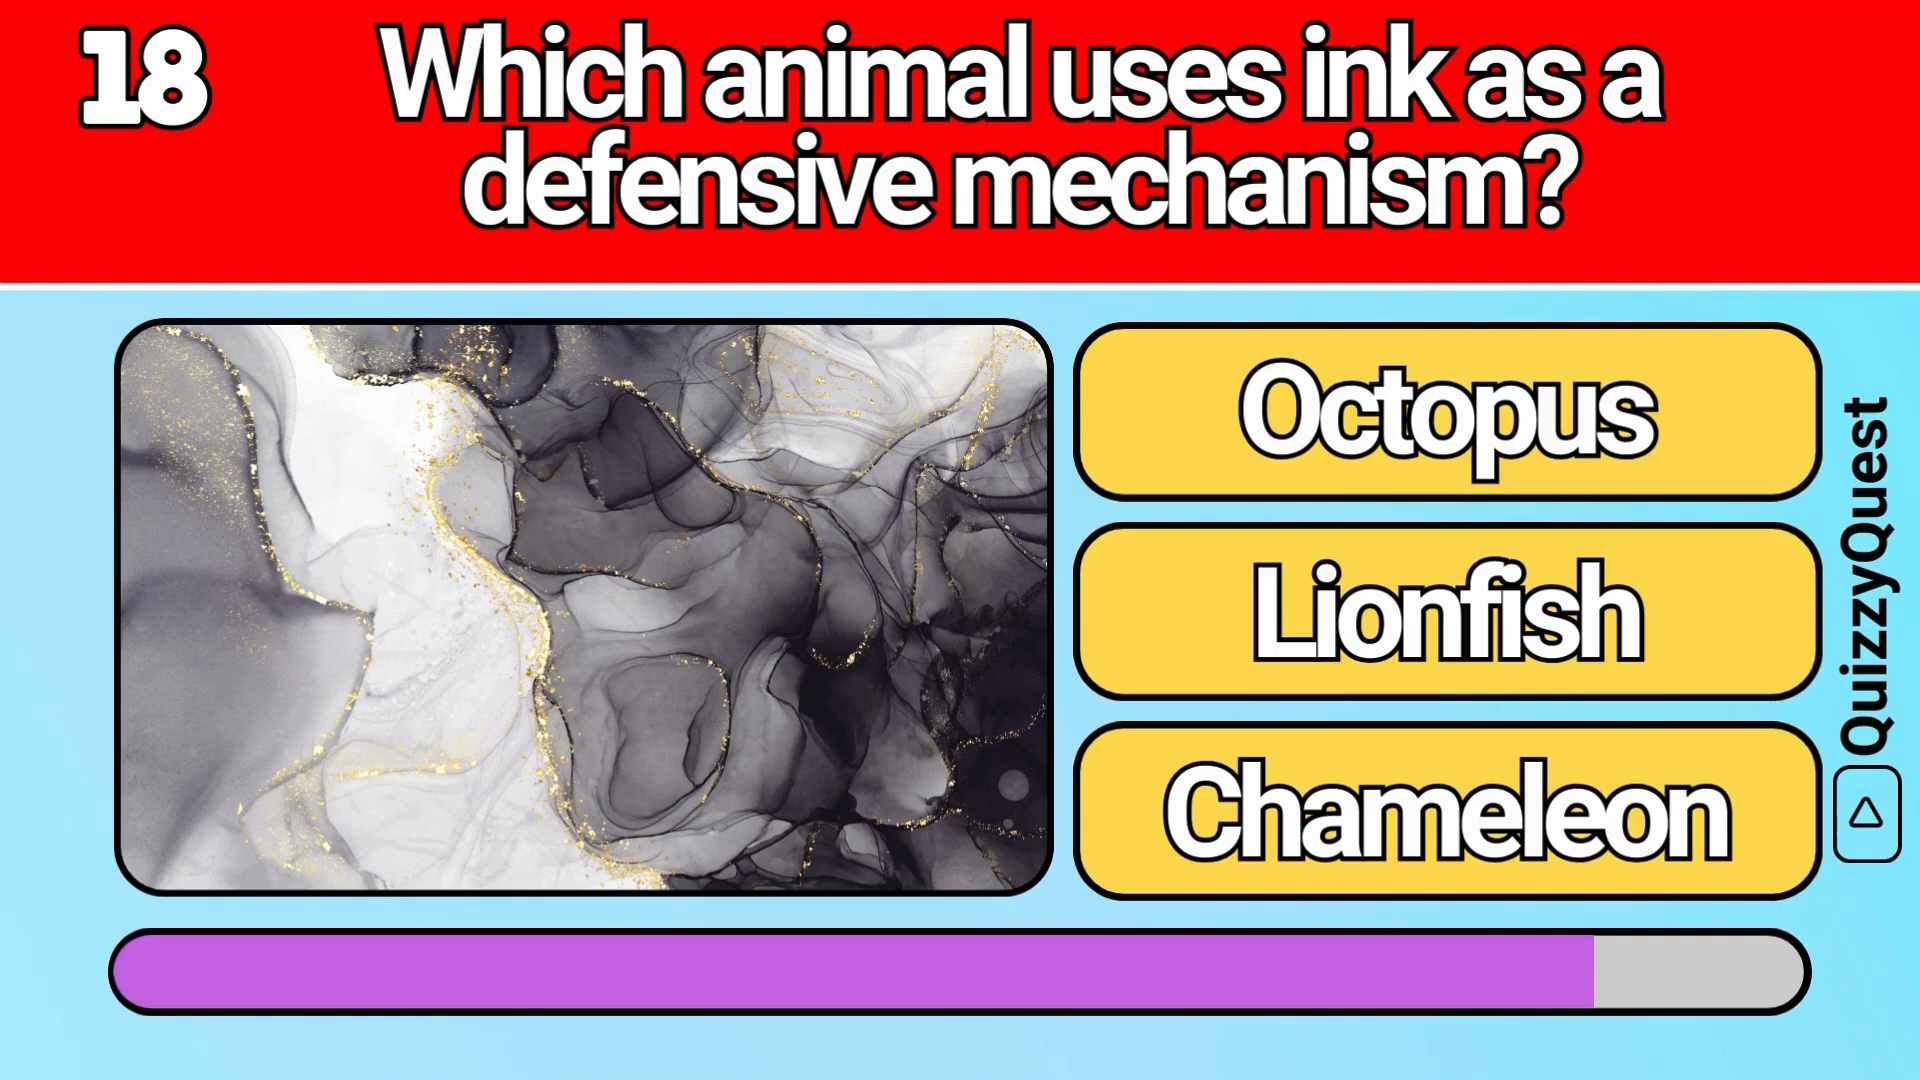 18
Which animal uses ink as a
defensive mechanism?
Octopus
Lionfish
Chameleon
QuizzyQuest